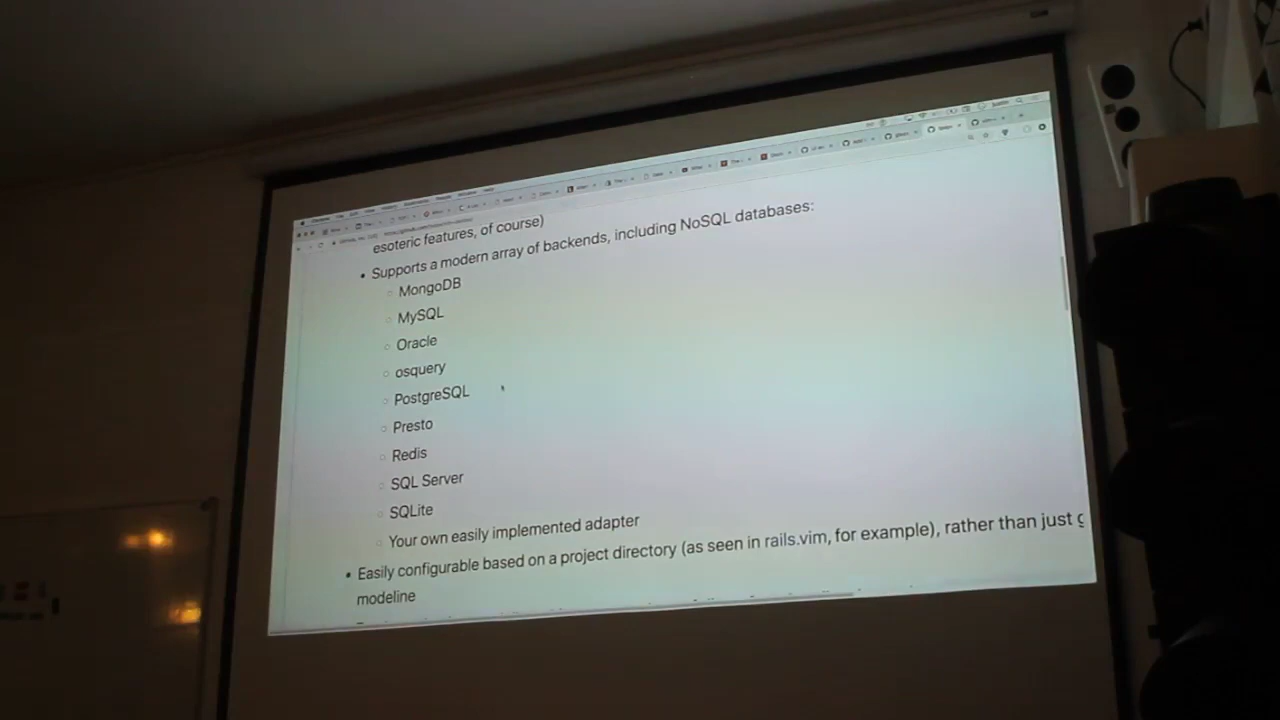 esoteric features, of course)
• Supports a modern array of backends, including NoSQL databases:
○ MongoDB
○ MySQL
○ Oracle
○ osquery
○ PostgreSQL
○ Presto
○ Redis
○ SQL Server
○ SQLite
○ Your own easily implemented adapter
• Easily configurable based on a project directory (as seen in rails.vim, for example), rather than just
modeline